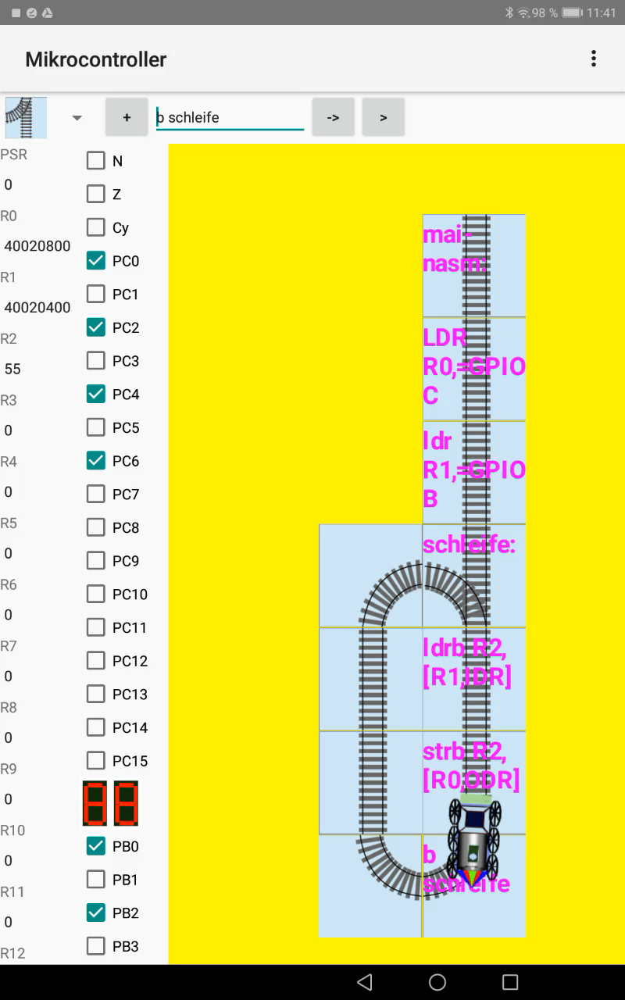 98 % 11:41
Mikrocontroller
+ b schleife -> >
PSR
0
R0
40020800
R1
40020400
R2
55
R3
0
R4
0
R5
0
R6
0
R7
0
R8
0
R9
0
R10
0
R11
0
R12
N
Z
Cy
PC0
PC1
PC2
PC3
PC4
PC5
PC6
PC7
PC8
PC9
PC10
PC11
PC12
PC13
PC14
PC15
88
PB0
PB1
PB2
PB3
mai-
nasm:
LDR
R0,=GPIO
C
ldr
R1,=GPIO
B
schleife:
ldrb R2,
[R1,IDR]
strb R2,
[R0,ODR]
b
schleife